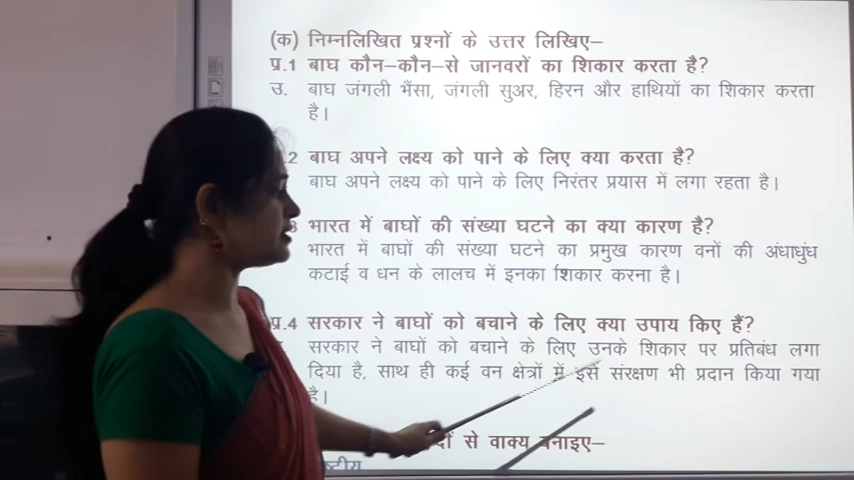 (क) निम्नलिखित प्रश्नों के उत्तर लिखिए–
प्र.1 बाघ कौन–कौन–से जानवरों का शिकार करता है?
उ. बाघ जंगली भैंसा, जंगली सुअर, हिरन और हाथियों का शिकार करता
है।
.2 बाघ अपने लक्ष्य को पाने के लिए क्या करता है?
बाघ अपने लक्ष्य को पाने के लिए निरंतर प्रयास में लगा रहता है।
भारत में बाघों की संख्या घटने का क्या कारण है?
भारत में बाघों की संख्या घटने का प्रमुख कारण वनों की अंधाधुंध
कटाई व धन के लालच में इनका शिकार करना है।
प्र.4 सरकार ने बाघों को बचाने के लिए क्या उपाय किए हैं?
सरकार ने बाघों को बचाने के लिए उनके शिकार पर प्रतिबंध लगा
दिया है, साथ ही कई वन क्षेत्रों में इसे संरक्षण भी प्रदान किया गया
है।
से वाक्य बनाइए–